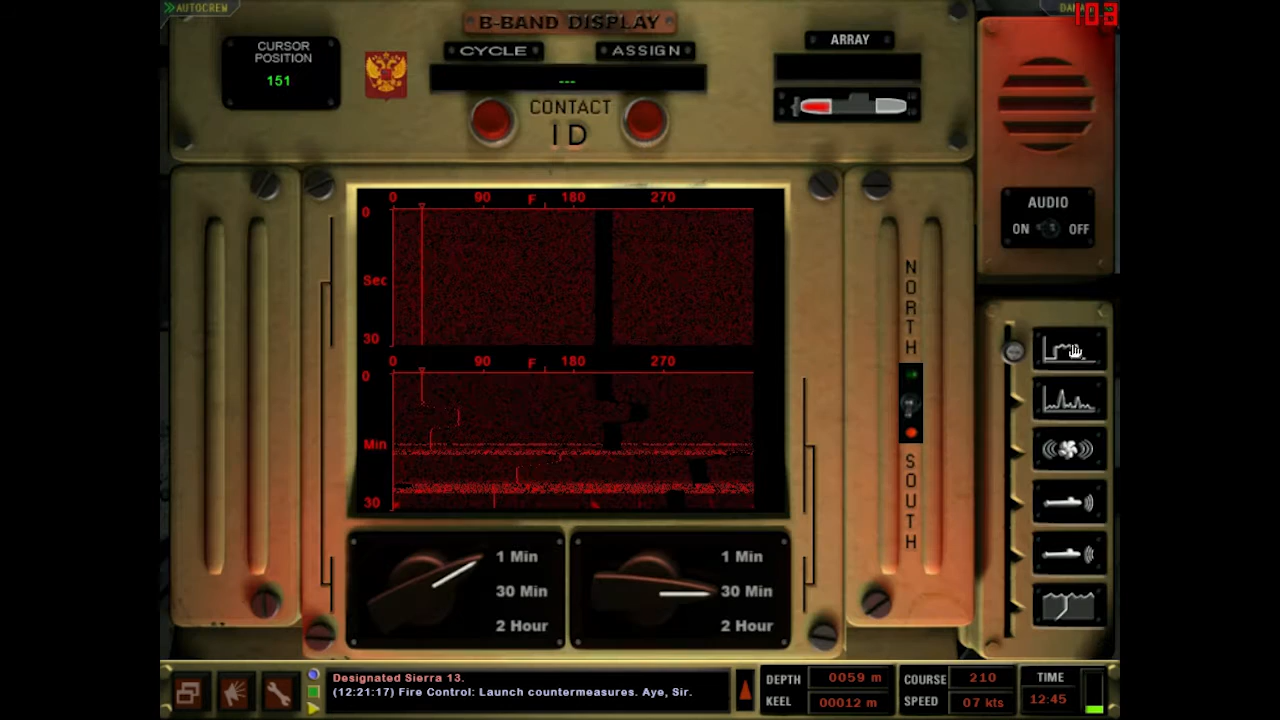 >>AUTOCREW
DAMA
103
B-BAND DISPLAY
CURSOR
POSITION
151
CYCLE
ASSIGN
---
CONTACT
ID
ARRAY
AUDIO
ON OFF
0 90 F 180 270
0
Sec
30
0 90 F 180 270
0
Min
30
NORTH
SOUTH
1 Min
30 Min
2 Hour
1 Min
30 Min
2 Hour
Designated Sierra 13.
(12:21:17) Fire Control: Launch countermeasures. Aye, Sir.
DEPTH 0059 m
KEEL 00012 m
COURSE 210
SPEED 07 kts
TIME
12:45